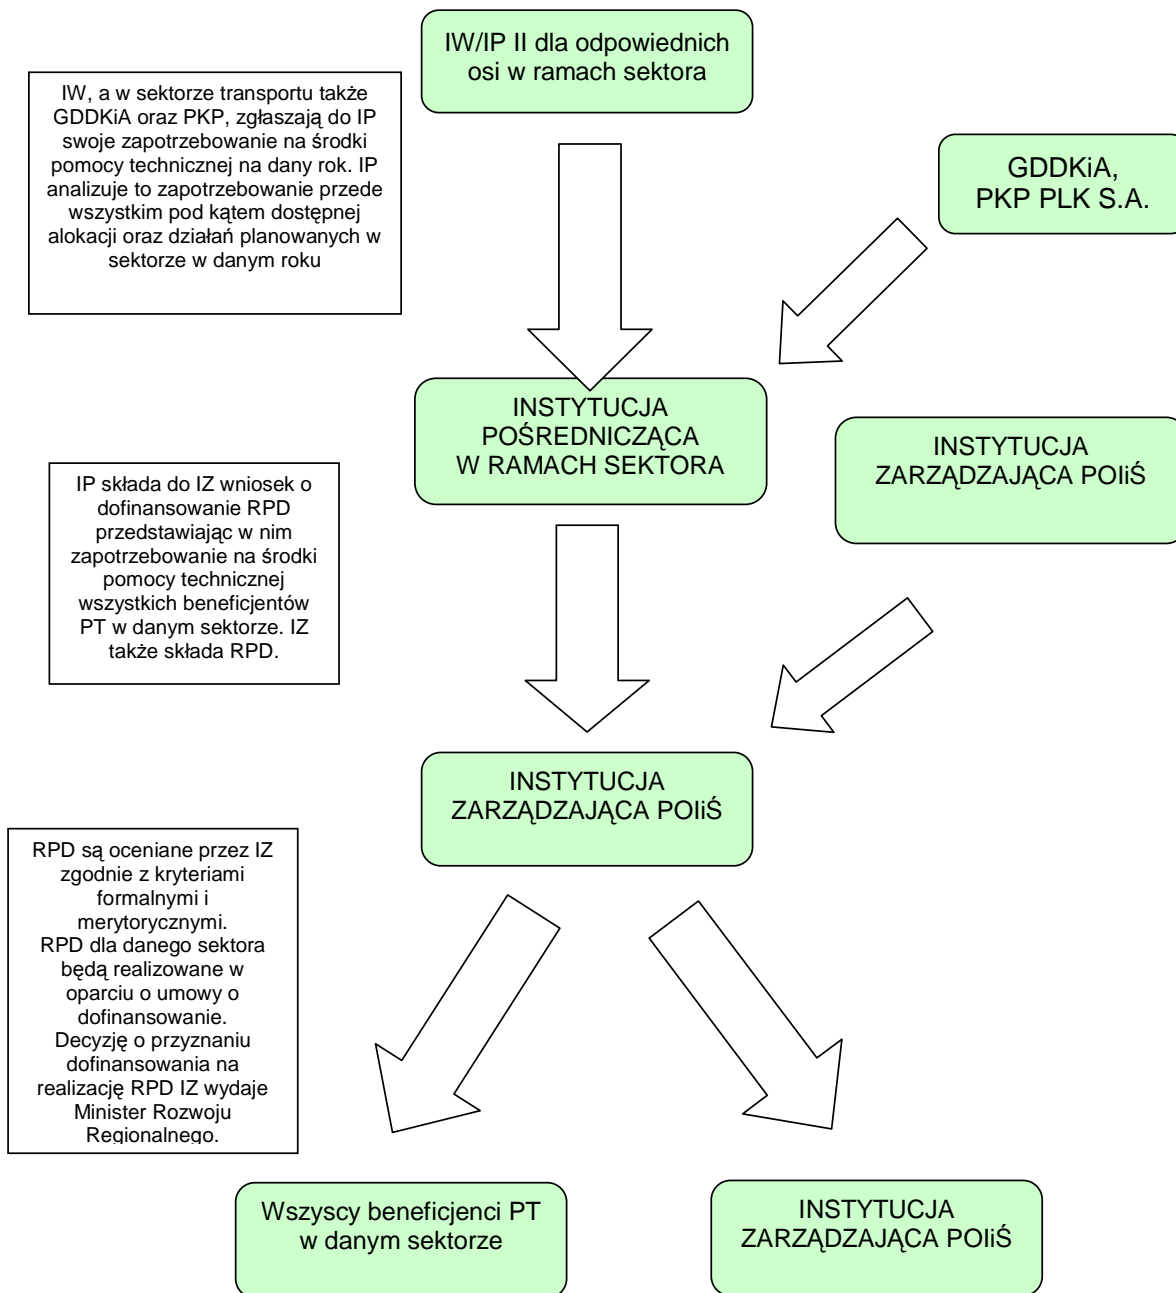 IW/IP II dla odpowiednich
osi w ramach sektora
IW, a w sektorze transportu także
GDDKiA oraz PKP, zgłaszają do IP
swoje zapotrzebowanie na środki
pomocy technicznej na dany rok. IP
analizuje to zapotrzebowanie przede
wszystkim pod kątem dostępnej
alokacji oraz działań planowanych w
sektorze w danym roku
GDDKiA,
PKP PLK S.A.
INSTYTUCJA
POŚREDNICZĄCA
W RAMACH SEKTORA
INSTYTUCJA
ZARZĄDZAJĄCA POIiŚ
IP składa do IZ wniosek o
dofinansowanie RPD
przedstawiając w nim
zapotrzebowanie na środki
pomocy technicznej
wszystkich beneficjentów
PT w danym sektorze. IZ
także składa RPD.
INSTYTUCJA
ZARZĄDZAJĄCA POIiŚ
RPD są oceniane przez IZ
zgodnie z kryteriami
formalnymi i
merytorycznymi.
RPD dla danego sektora
będą realizowane w
oparciu o umowy o
dofinansowanie.
Decyzję o przyznaniu
dofinansowania na
realizację RPD IZ wydaje
Minister Rozwoju
Regionalnego.
Wszyscy beneficjenci PT
w danym sektorze
INSTYTUCJA
ZARZĄDZAJĄCA POIiŚ